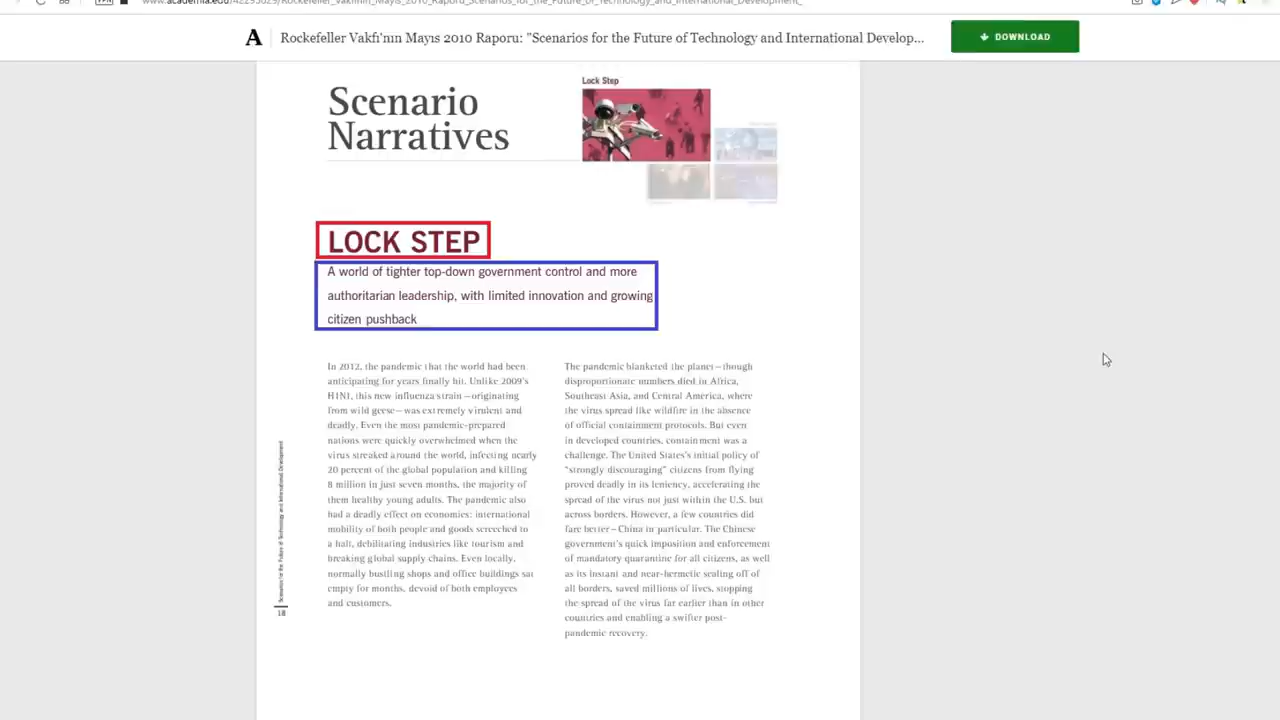 Rockefeller Vakfı'nın Mayıs 2010 Raporu: "Scenarios for the Future of Technology and International Develop...
DOWNLOAD
Scenario
Narratives
Lock Step
LOCK STEP
A world of tighter top-down government control and more
authoritarian leadership, with limited innovation and growing
citizen pushback
In 2012, the pandemic that the world had been
anticipating for years finally hit. Unlike 2009's
H1N1, this new influenza strain—originating
from wild geese—was extremely virulent and
deadly. Even the most pandemic-prepared
nations were quickly overwhelmed when the
virus streaked around the world, infecting nearly
20 percent of the global population and killing
8 million in just seven months, the majority of
them healthy young adults. The pandemic also
had a deadly effect on economies: international
mobility of both people and goods screeched to
a halt, debilitating industries like tourism and
breaking global supply chains. Even locally,
normally bustling shops and office buildings sat
empty for months, devoid of both employees
and customers.
The pandemic blanketed the planet—though
disproportionate numbers died in Africa,
Southeast Asia, and Central America, where
the virus spread like wildfire in the absence
of official containment protocols. But even
in developed countries, containment was a
challenge. The United States's initial policy of
"strongly discouraging" citizens from flying
proved deadly in its leniency, accelerating the
spread of the virus not just within the U.S. but
across borders. However, a few countries did
fare better—China in particular. The Chinese
government's quick imposition and enforcement
of mandatory quarantine for all citizens, as well
as its instant and near-hermetic sealing off of
all borders, saved millions of lives, stopping
the spread of the virus far earlier than in other
countries and enabling a swifter post-
pandemic recovery.
Scenarios for the Future of Technology and International Development
18